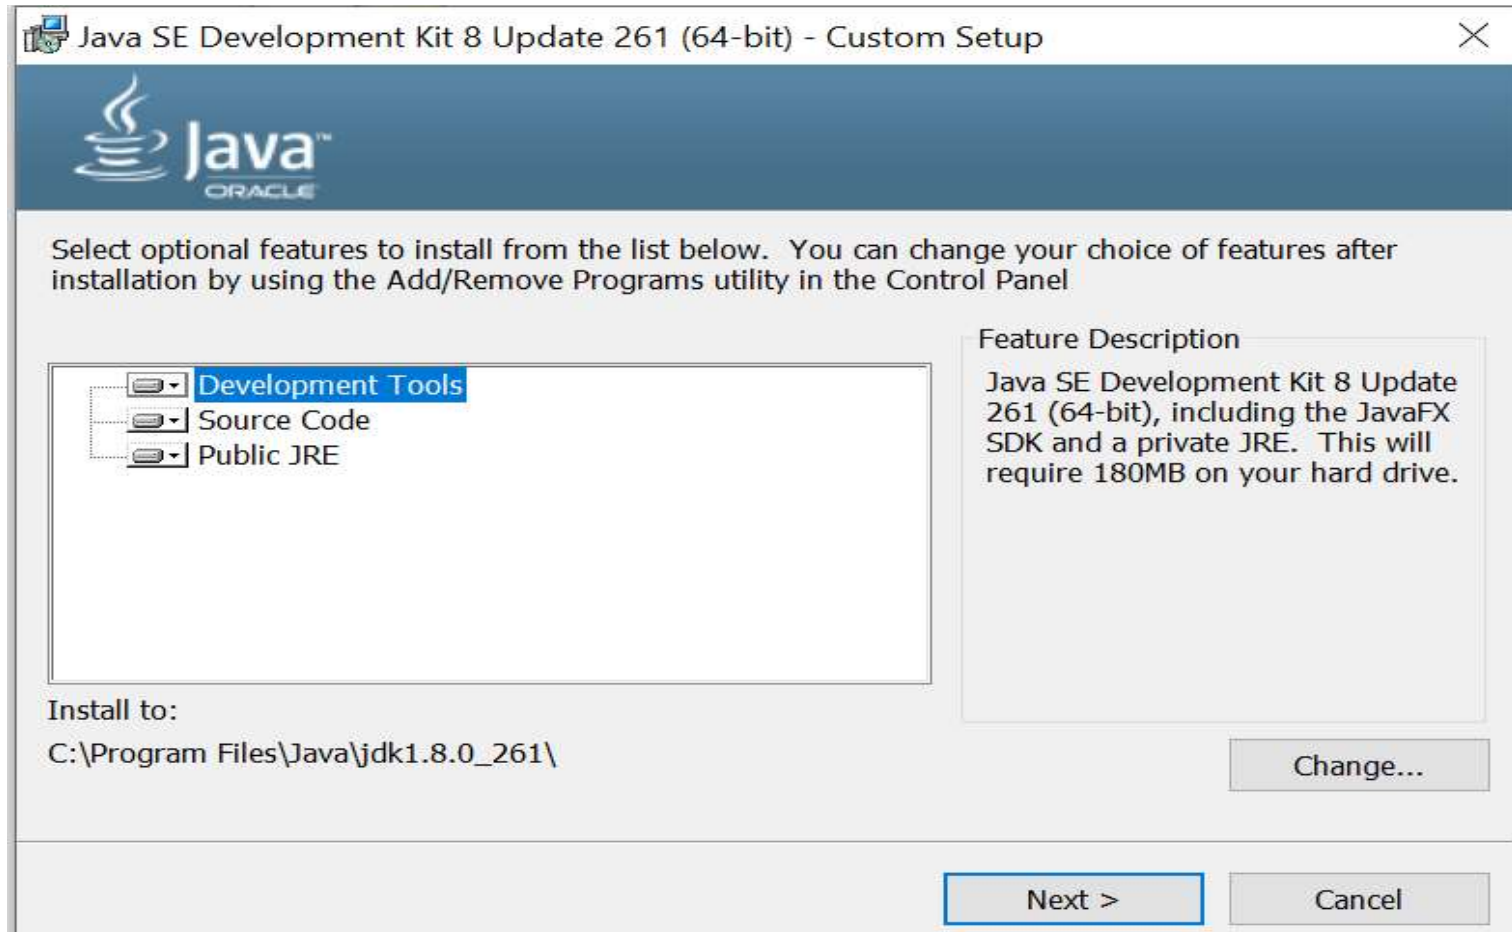 Java SE Development Kit 8 Update 261 (64-bit) - Custom Setup
Java™
ORACLE
Select optional features to install from the list below.  You can change your choice of features after
installation by using the Add/Remove Programs utility in the Control Panel
Development Tools
Source Code
Public JRE
Feature Description
Java SE Development Kit 8 Update
261 (64-bit), including the JavaFX
SDK and a private JRE.  This will
require 180MB on your hard drive.
Install to:
C:\Program Files\Java\jdk1.8.0_261\
Change...
Next >
Cancel